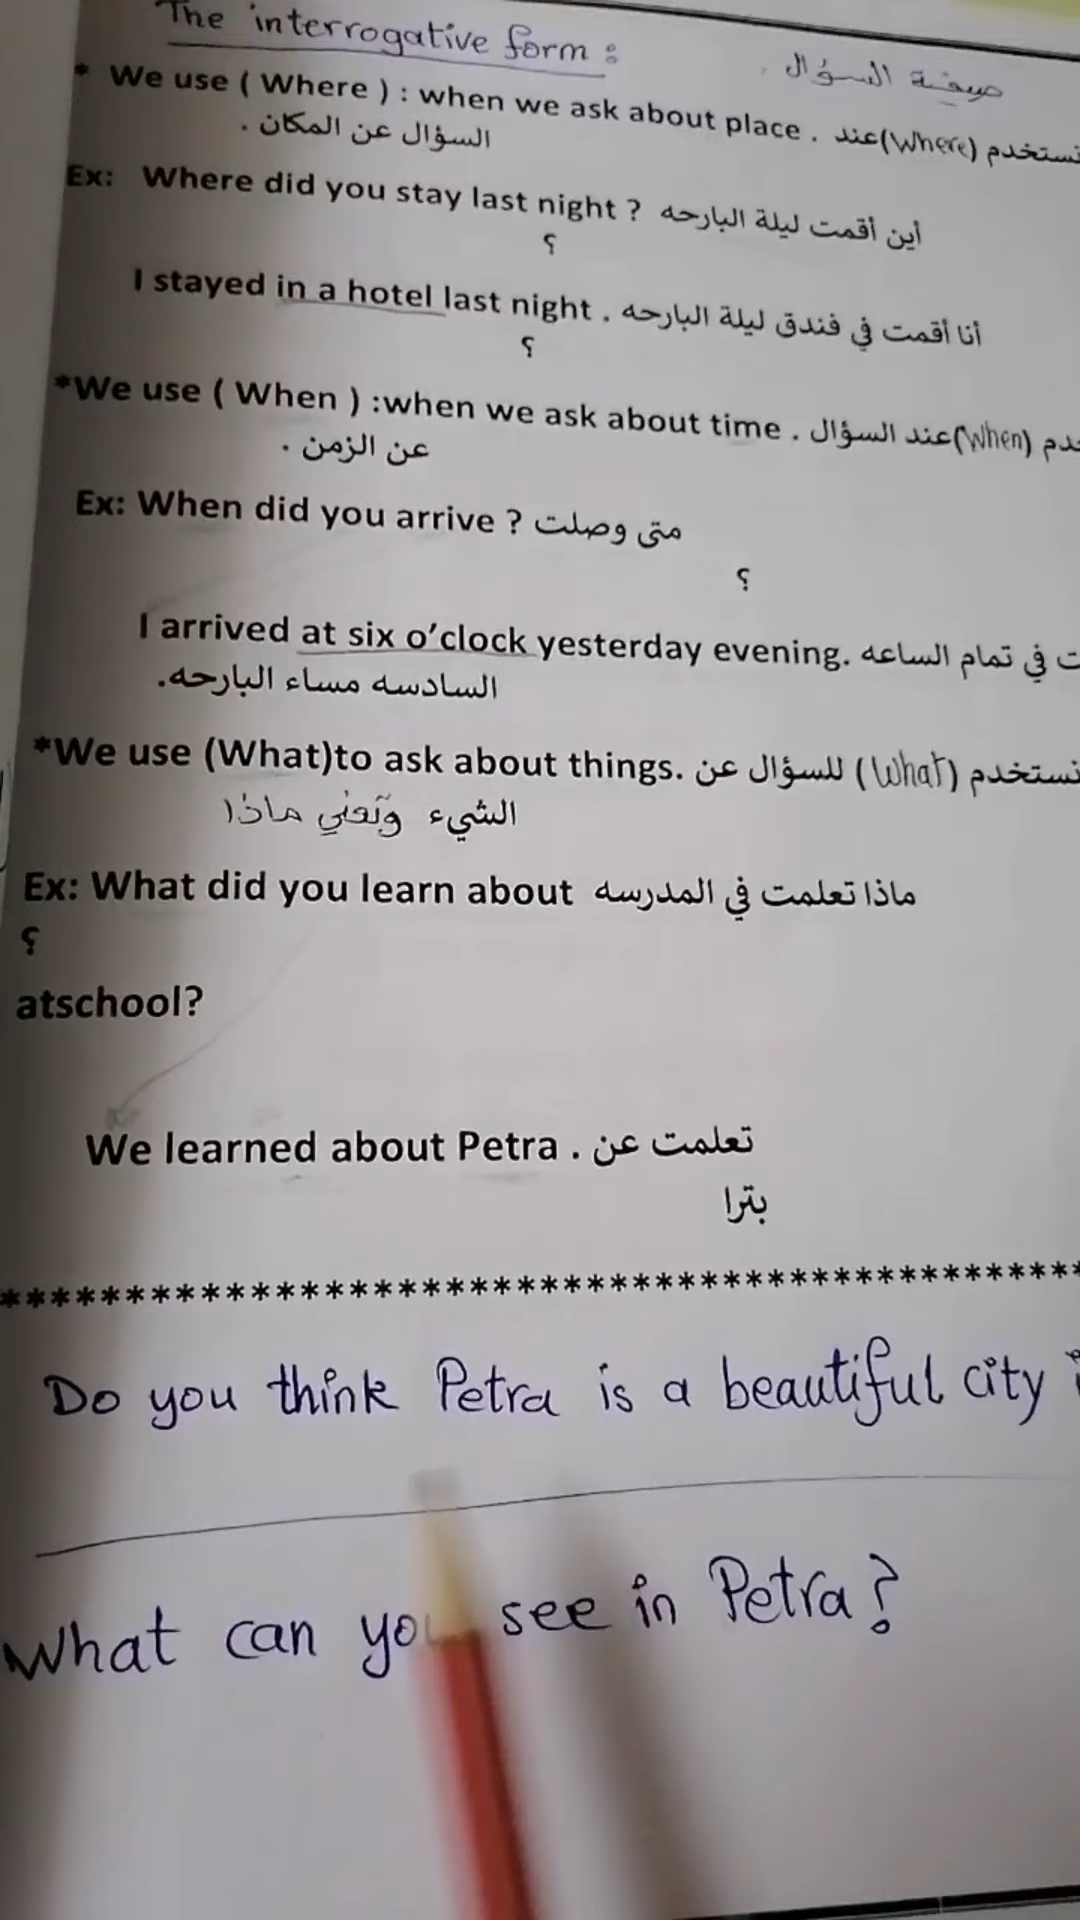 The interrogative form :
صيغة السؤال .
* We use ( Where ) : when we ask about place . نستخدم (Where) عند
السؤال عن المكان .
Ex: Where did you stay last night ? أين أقمت ليلة البارحه
؟
I stayed in a hotel last night . أنا أقمت في فندق ليلة البارحه
؟
*We use ( When ) :when we ask about time . (When) عند السؤال
عن الزمن .
Ex: When did you arrive ? متى وصلت
؟
I arrived at six o'clock yesterday evening. في تمام الساعه
السادسه مساء البارحه.
*We use (What)to ask about things. نستخدم (What) للسؤال عن
الشيء وتعني ماذا
Ex: What did you learn about ماذا تعلمت في المدرسه
؟
atschool?
We learned about Petra . تعلمت عن
بترا
**********************************************
Do you think Petra is a beautiful city
What can you see in Petra?